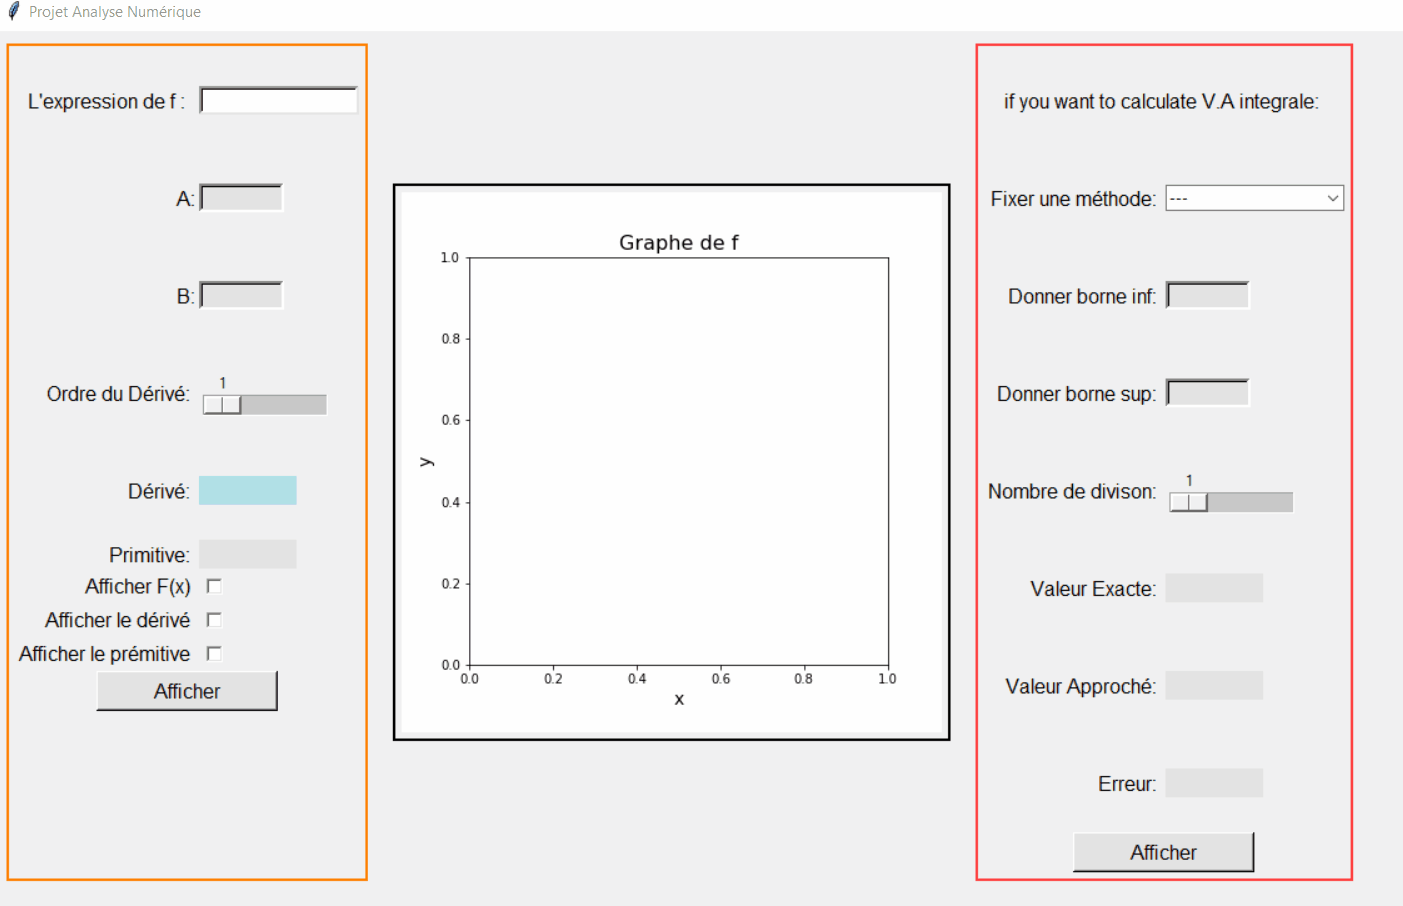 Projet Analyse Numérique
L'expression de f :
A:
B:
Ordre du Dérivé:
1
Dérivé:
Primitive:
Afficher F(x)
Afficher le dérivé
Afficher le prémitive
Afficher
Graphe de f
1.0
0.8
0.6
0.4
0.2
0.0
y
0.0 0.2 0.4 0.6 0.8 1.0
x
if you want to calculate V.A integrale:
Fixer une méthode: ---
Donner borne inf:
Donner borne sup:
1
Nombre de divison:
Valeur Exacte:
Valeur Approché:
Erreur:
Afficher